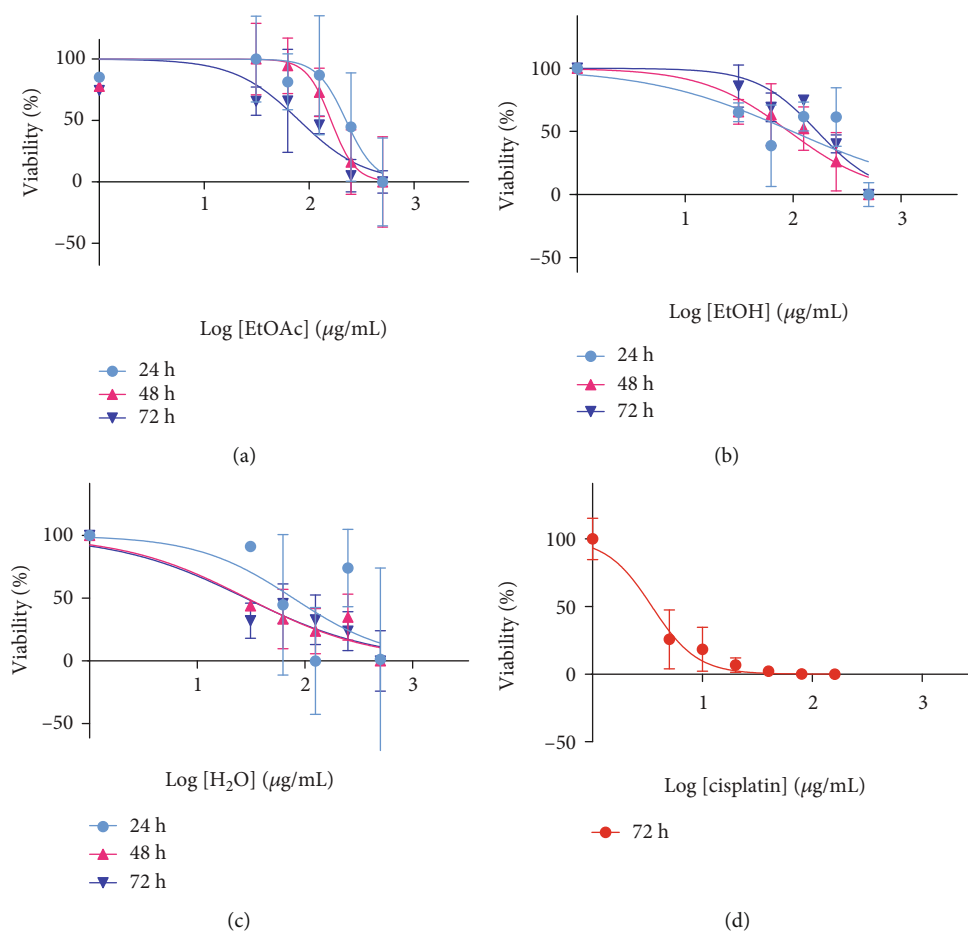 100
50
0
−50
Viability (%)
1
2
3
Log [EtOAc] (μg/mL)
24 h
48 h
72 h
(a)
100
50
0
−50
Viability (%)
1
2
3
Log [EtOH] (μg/mL)
24 h
48 h
72 h
(b)
100
50
0
−50
Viability (%)
1
2
3
Log [H₂O] (μg/mL)
24 h
48 h
72 h
(c)
100
50
0
−50
Viability (%)
1
2
3
Log [cisplatin] (μg/mL)
72 h
(d)